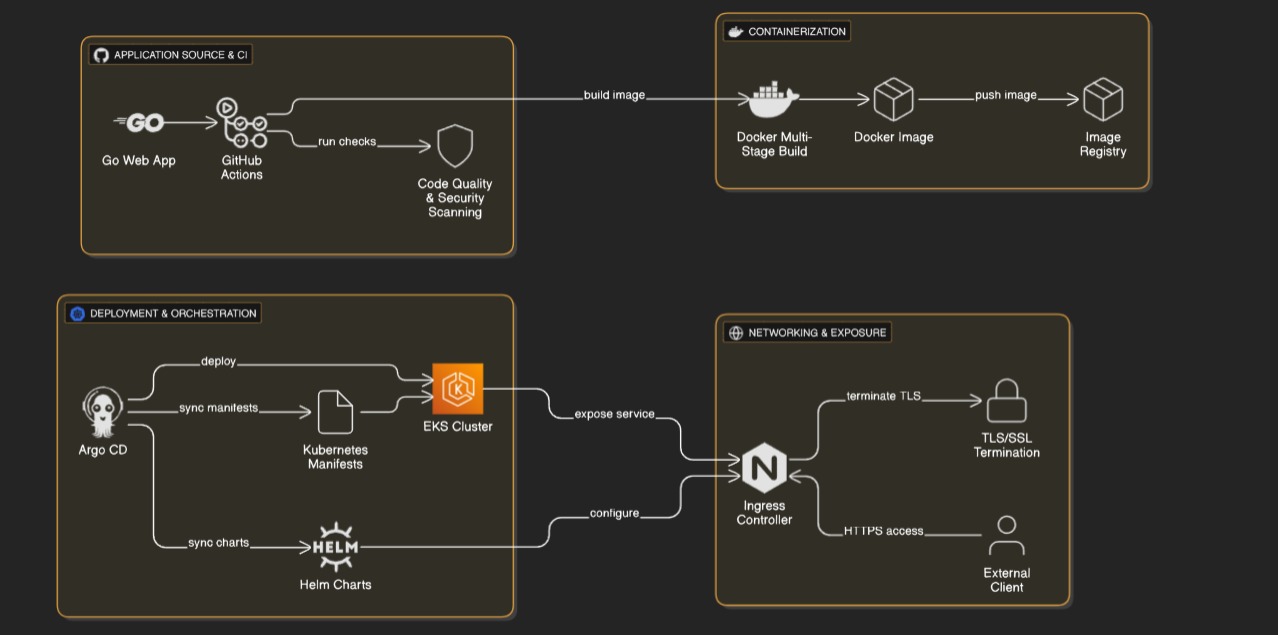 APPLICATION SOURCE & CI
GO
Go Web App
GitHub
Actions
run checks
Code Quality
& Security
Scanning
build image
CONTAINERIZATION
Docker Multi-
Stage Build
Docker Image
push image
Image
Registry
DEPLOYMENT & ORCHESTRATION
deploy
sync manifests
sync charts
Argo CD
Kubernetes
Manifests
K
EKS Cluster
HELM
Helm Charts
expose service
configure
NETWORKING & EXPOSURE
N
Ingress
Controller
terminate TLS
TLS/SSL
Termination
HTTPS access
External
Client